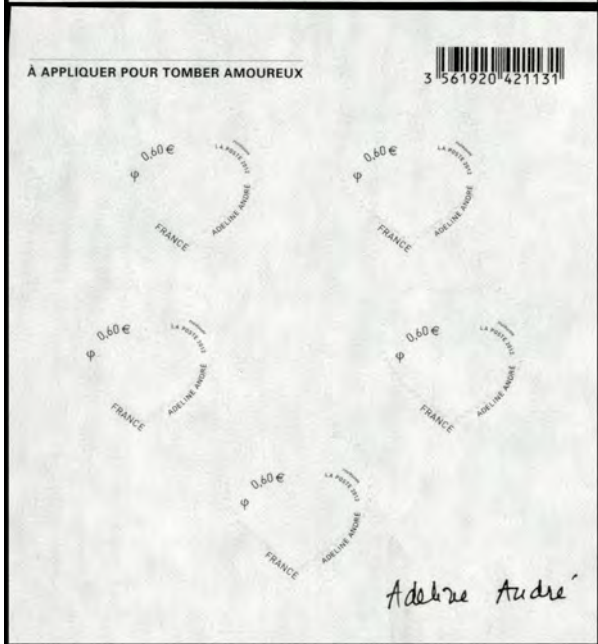 À APPLIQUER POUR TOMBER AMOUREUX
3 561920 421131
0,60 €
LA POSTE 2012
φ
ADELINE ANDRÉ
FRANCE
0,60 €
LA POSTE 2012
φ
ADELINE ANDRÉ
FRANCE
0,60 €
LA POSTE 2012
φ
ADELINE ANDRÉ
FRANCE
0,60 €
LA POSTE 2012
φ
ADELINE ANDRÉ
FRANCE
0,60 €
LA POSTE 2012
φ
ADELINE ANDRÉ
FRANCE
Adeline André